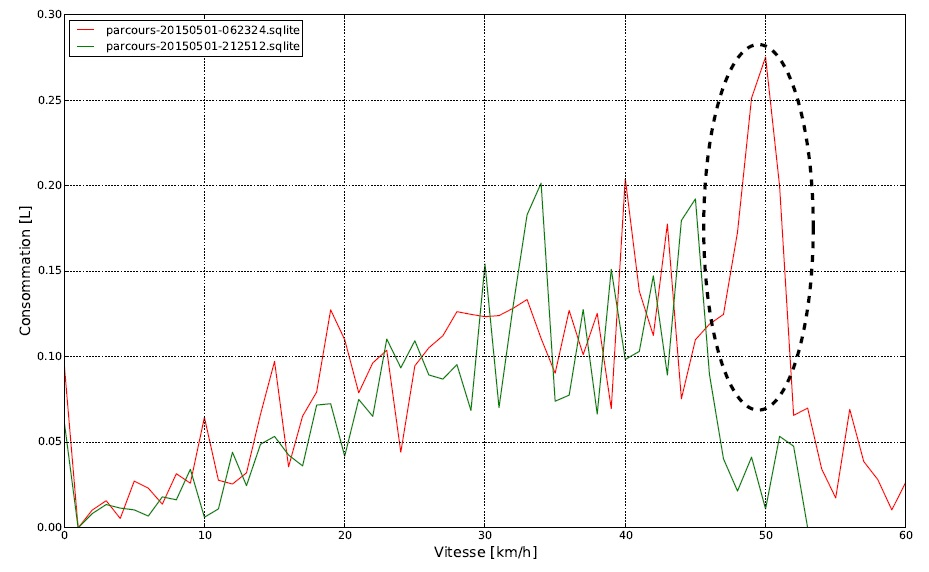 0.30
parcours-20150501-062324.sqlite
parcours-20150501-212512.sqlite
0.25
0.20
0.15
0.10
0.05
0.00
Consommation [L]
0 10 20 30 40 50 60
Vitesse [km/h]